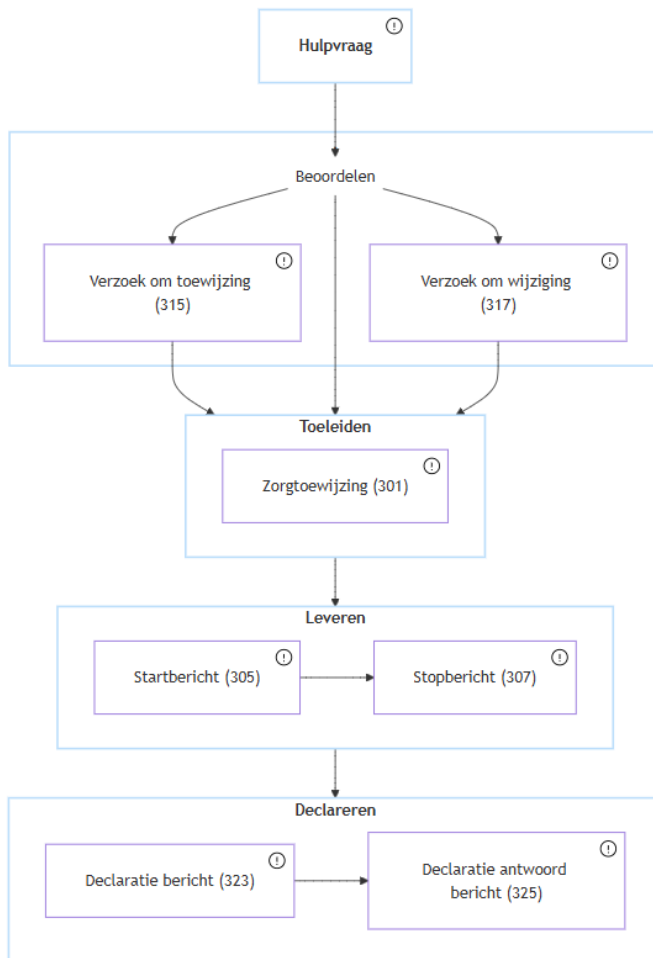 Hulpvraag
Beoordelen
Verzoek om toewijzing
(315)
Verzoek om wijziging
(317)
Toeleiden
Zorgtoewijzing (301)
Leveren
Startbericht (305)
Stopbericht (307)
Declareren
Declaratie bericht (323)
Declaratie antwoord
bericht (325)